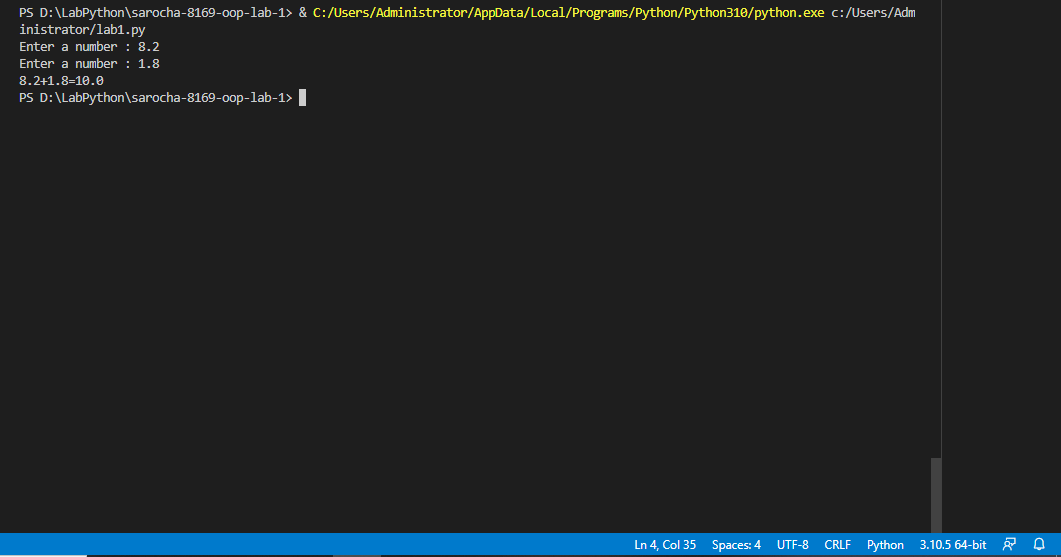 PS D:\LabPython\sarocha-8169-oop-lab-1> & C:/Users/Administrator/AppData/Local/Programs/Python/Python310/python.exe c:/Users/Adm
inistrator/lab1.py
Enter a number : 8.2
Enter a number : 1.8
8.2+1.8=10.0
PS D:\LabPython\sarocha-8169-oop-lab-1>
Ln 4, Col 35 Spaces: 4 UTF-8 CRLF Python 3.10.5 64-bit